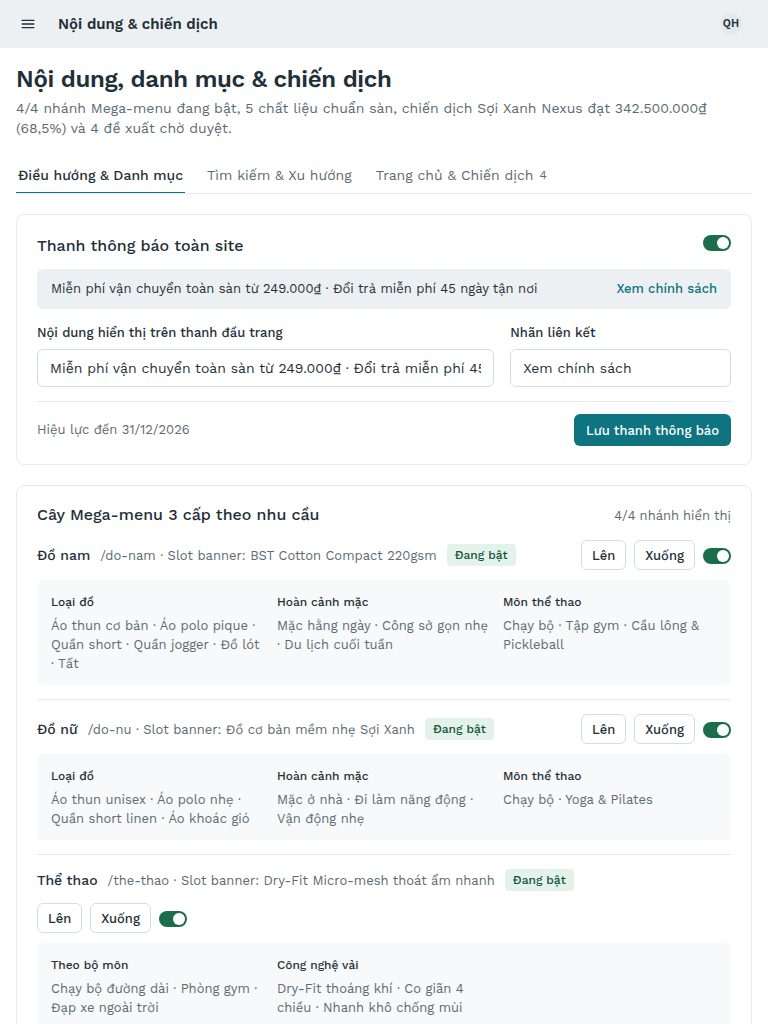 Nội dung & chiến dịch
QH
Nội dung, danh mục & chiến dịch
4/4 nhánh Mega-menu đang bật, 5 chất liệu chuẩn sàn, chiến dịch Sợi Xanh Nexus đạt 342.500.000₫
(68,5%) và 4 đề xuất chờ duyệt.
Điều hướng & Danh mục
Tìm kiếm & Xu hướng
Trang chủ & Chiến dịch 4
Thanh thông báo toàn site
Miễn phí vận chuyển toàn sàn từ 249.000₫ · Đổi trả miễn phí 45 ngày tận nơi
Xem chính sách
Nội dung hiển thị trên thanh đầu trang
Nhãn liên kết
Miễn phí vận chuyển toàn sàn từ 249.000₫ · Đổi trả miễn phí 45
Xem chính sách
Hiệu lực đến 31/12/2026
Lưu thanh thông báo
Cây Mega-menu 3 cấp theo nhu cầu
4/4 nhánh hiển thị
Đồ nam /do-nam · Slot banner: BST Cotton Compact 220gsm Đang bật
Lên
Xuống
Loại đồ
Áo thun cơ bản · Áo polo pique ·
Quần short · Quần jogger · Đồ lót
· Tất
Hoàn cảnh mặc
Mặc hằng ngày · Công sở gọn nhẹ
· Du lịch cuối tuần
Môn thể thao
Chạy bộ · Tập gym · Cầu lông &
Pickleball
Đồ nữ /do-nu · Slot banner: Đồ cơ bản mềm nhẹ Sợi Xanh Đang bật
Lên
Xuống
Loại đồ
Áo thun unisex · Áo polo nhẹ ·
Quần short linen · Áo khoác gió
Hoàn cảnh mặc
Mặc ở nhà · Đi làm năng động ·
Vận động nhẹ
Môn thể thao
Chạy bộ · Yoga & Pilates
Thể thao /the-thao · Slot banner: Dry-Fit Micro-mesh thoát ẩm nhanh Đang bật
Lên
Xuống
Theo bộ môn
Chạy bộ đường dài · Phòng gym ·
Đạp xe ngoài trời
Công nghệ vải
Dry-Fit thoáng khí · Co giãn 4
chiều · Nhanh khô chống mùi